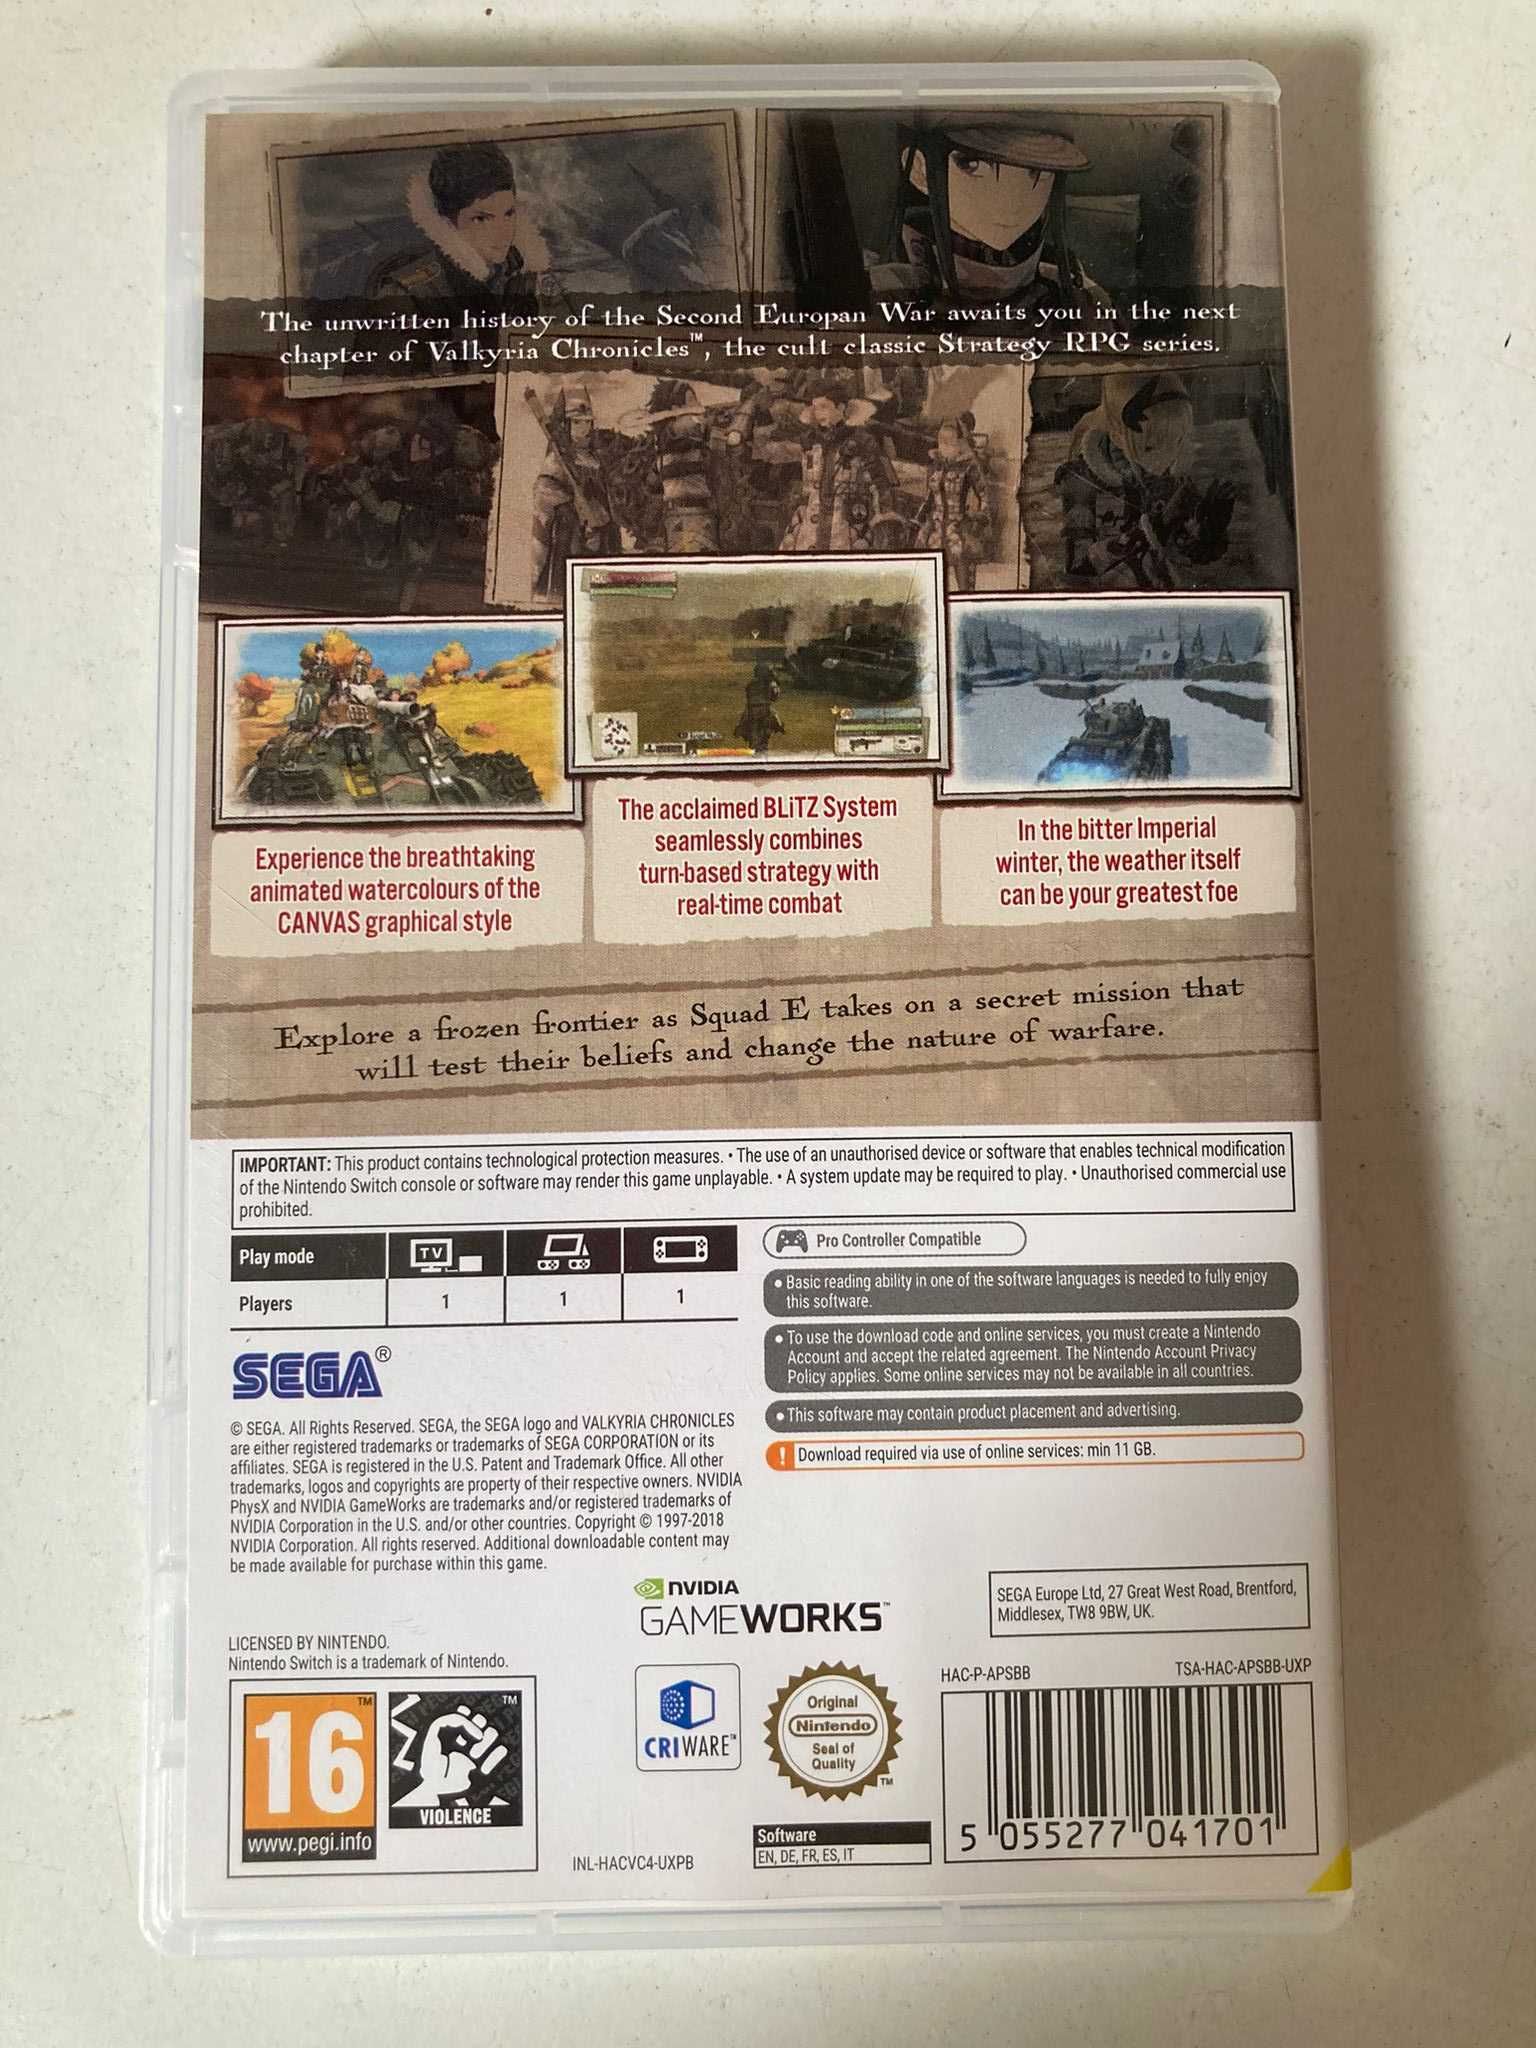 The unwritten history of the Second Europan War awaits you in the next
chapter of Valkyria Chronicles™, the cult classic Strategy RPG series.
Experience the breathtaking
animated watercolours of the
CANVAS graphical style
The acclaimed BLiTZ System
seamlessly combines
turn-based strategy with
real-time combat
In the bitter Imperial
winter, the weather itself
can be your greatest foe
Explore a frozen frontier as Squad E takes on a secret mission that
will test their beliefs and change the nature of warfare.
IMPORTANT: This product contains technological protection measures. • The use of an unauthorised device or software that enables technical modification
of the Nintendo Switch console or software may render this game unplayable. • A system update may be required to play. • Unauthorised commercial use
prohibited.
Play mode TV
Players 1 1 1
Pro Controller Compatible
• Basic reading ability in one of the software languages is needed to fully enjoy
this software.
• To use the download code and online services, you must create a Nintendo
Account and accept the related agreement. The Nintendo Account Privacy
Policy applies. Some online services may not be available in all countries.
• This software may contain product placement and advertising.
! Download required via use of online services: min 11 GB.
SEGA®
© SEGA. All Rights Reserved. SEGA, the SEGA logo and VALKYRIA CHRONICLES
are either registered trademarks or trademarks of SEGA CORPORATION or its
affiliates. SEGA is registered in the U.S. Patent and Trademark Office. All other
trademarks, logos and copyrights are property of their respective owners. NVIDIA
PhysX and NVIDIA GameWorks are trademarks and/or registered trademarks of
NVIDIA Corporation in the U.S. and/or other countries. Copyright © 1997-2018
NVIDIA Corporation. All rights reserved. Additional downloadable content may
be made available for purchase within this game.
NVIDIA
GAMEWORKS™
SEGA Europe Ltd, 27 Great West Road, Brentford,
Middlesex, TW8 9BW, UK.
LICENSED BY NINTENDO.
Nintendo Switch is a trademark of Nintendo.
16™
www.pegi.info
TM
VIOLENCE
INL-HACVC4-UXPB
CRIWARE™
Original
Nintendo
Seal of
Quality
TM
Software
EN, DE, FR, ES, IT
HAC-P-APSBB TSA-HAC-APSBB-UXP
5 055277 041701